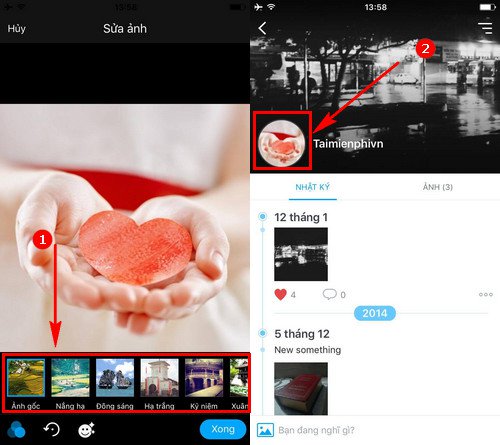 13:58
Hủy
Sửa ảnh
1
Ảnh gốc
Nắng hạ
Đông sáng
Hạ trắng
Kỷ niệm
Xuân
Xong
13:58
2
Taimienphivn
NHẬT KÝ
ẢNH (3)
12 tháng 1
4
0
2014
5 tháng 12
New something
Bạn đang nghĩ gì?